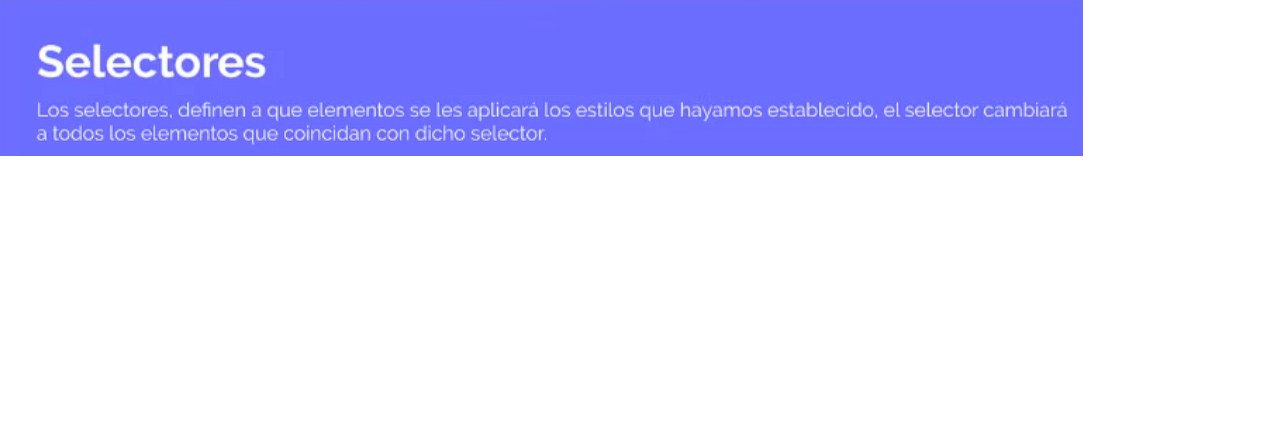 Selectores
Los selectores, definen a que elementos se les aplicará los estilos que hayamos establecido, el selector cambiará
a todos los elementos que coincidan con dicho selector.